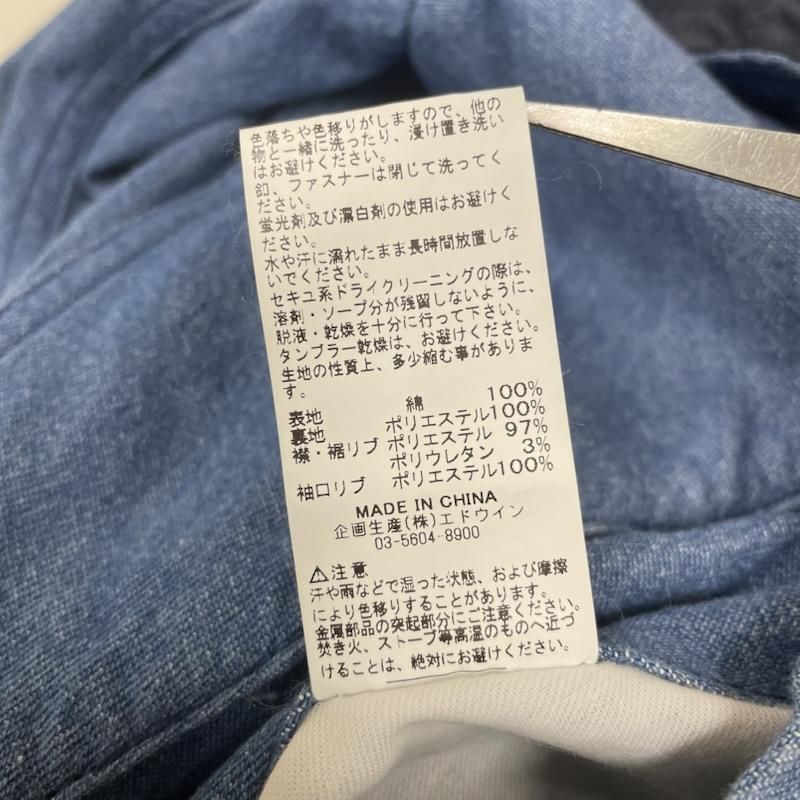 色落ちや色移りがしますので、他の
物と一緒に洗ったり、浸け置き洗い
はお避けください。
釦、ファスナーは閉じて洗ってく
ださい。
蛍光剤及び漂白剤の使用はお避けく
ださい。
水や汗に濡れたまま長時間放置しな
いでください。
セキユ系ドライクリーニングの際は、
溶剤・ソープ分が残留しないように、
脱液・乾燥を十分に行って下さい。
タンブラー乾燥は、お避けください。
生地の性質上、多少縮む事がありま
す。
表地 綿 100%
裏地 ポリエステル100%
襟・裾リブ ポリエステル 97%
ポリウレタン 3%
袖口リブ ポリエステル100%
MADE IN CHINA
企画生産(株)エドウイン
03-5604-8900
⚠注意
汗や雨などで湿った状態、および摩擦
により色移りすることがあります。
金属部品の突起部分にご注意ください。
焚き火、ストーブ等高温のものへ近づ
けることは、絶対にお避けください。